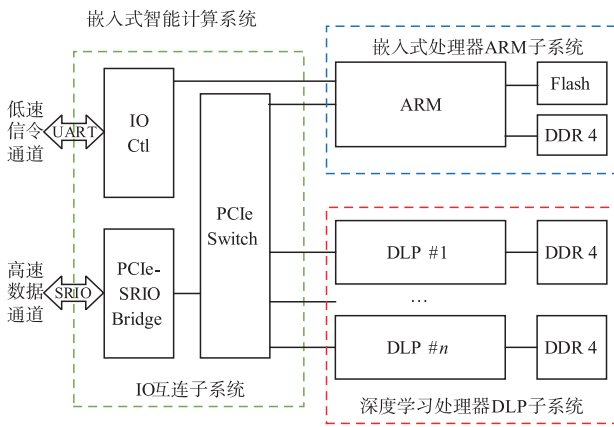 嵌入式智能计算系统
嵌入式处理器ARM子系统
低速
信令
通道
UART
IO
Ctl
ARM
Flash
DDR 4
PCIe
Switch
高速
数据
通道
SRIO
PCIe-
SRIO
Bridge
DLP #1
DDR 4
…
DLP #n
DDR 4
IO互连子系统
深度学习处理器DLP子系统